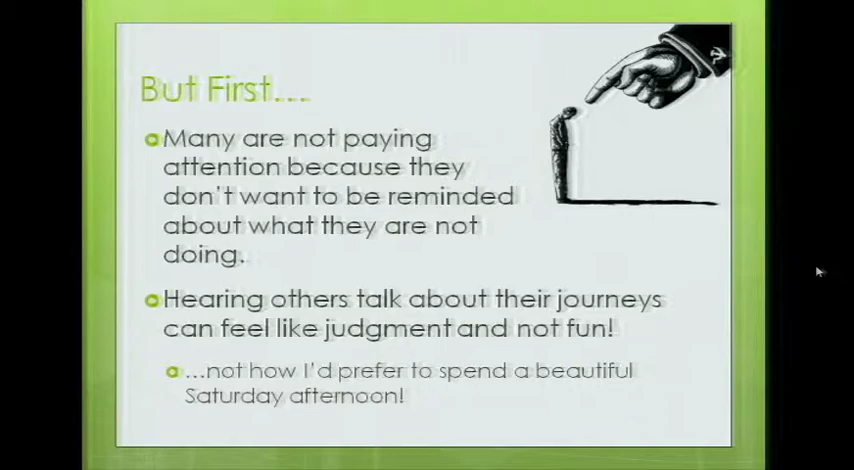 But First...
Many are not paying
attention because they
don't want to be reminded
about what they are not
doing.
Hearing others talk about their journeys
can feel like judgment and not fun!
...not how I'd prefer to spend a beautiful
Saturday afternoon!